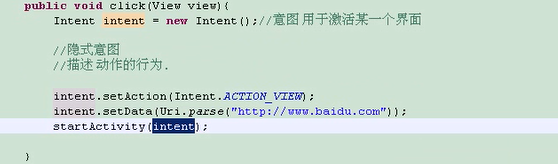 public void click(View view){
Intent intent = new Intent();//意图 用于激活某一个界面
//隐式意图
//描述 动作的行为.
intent.setAction(Intent.ACTION_VIEW);
intent.setData(Uri.parse("http://www.baidu.com"));
startActivity(intent);
}